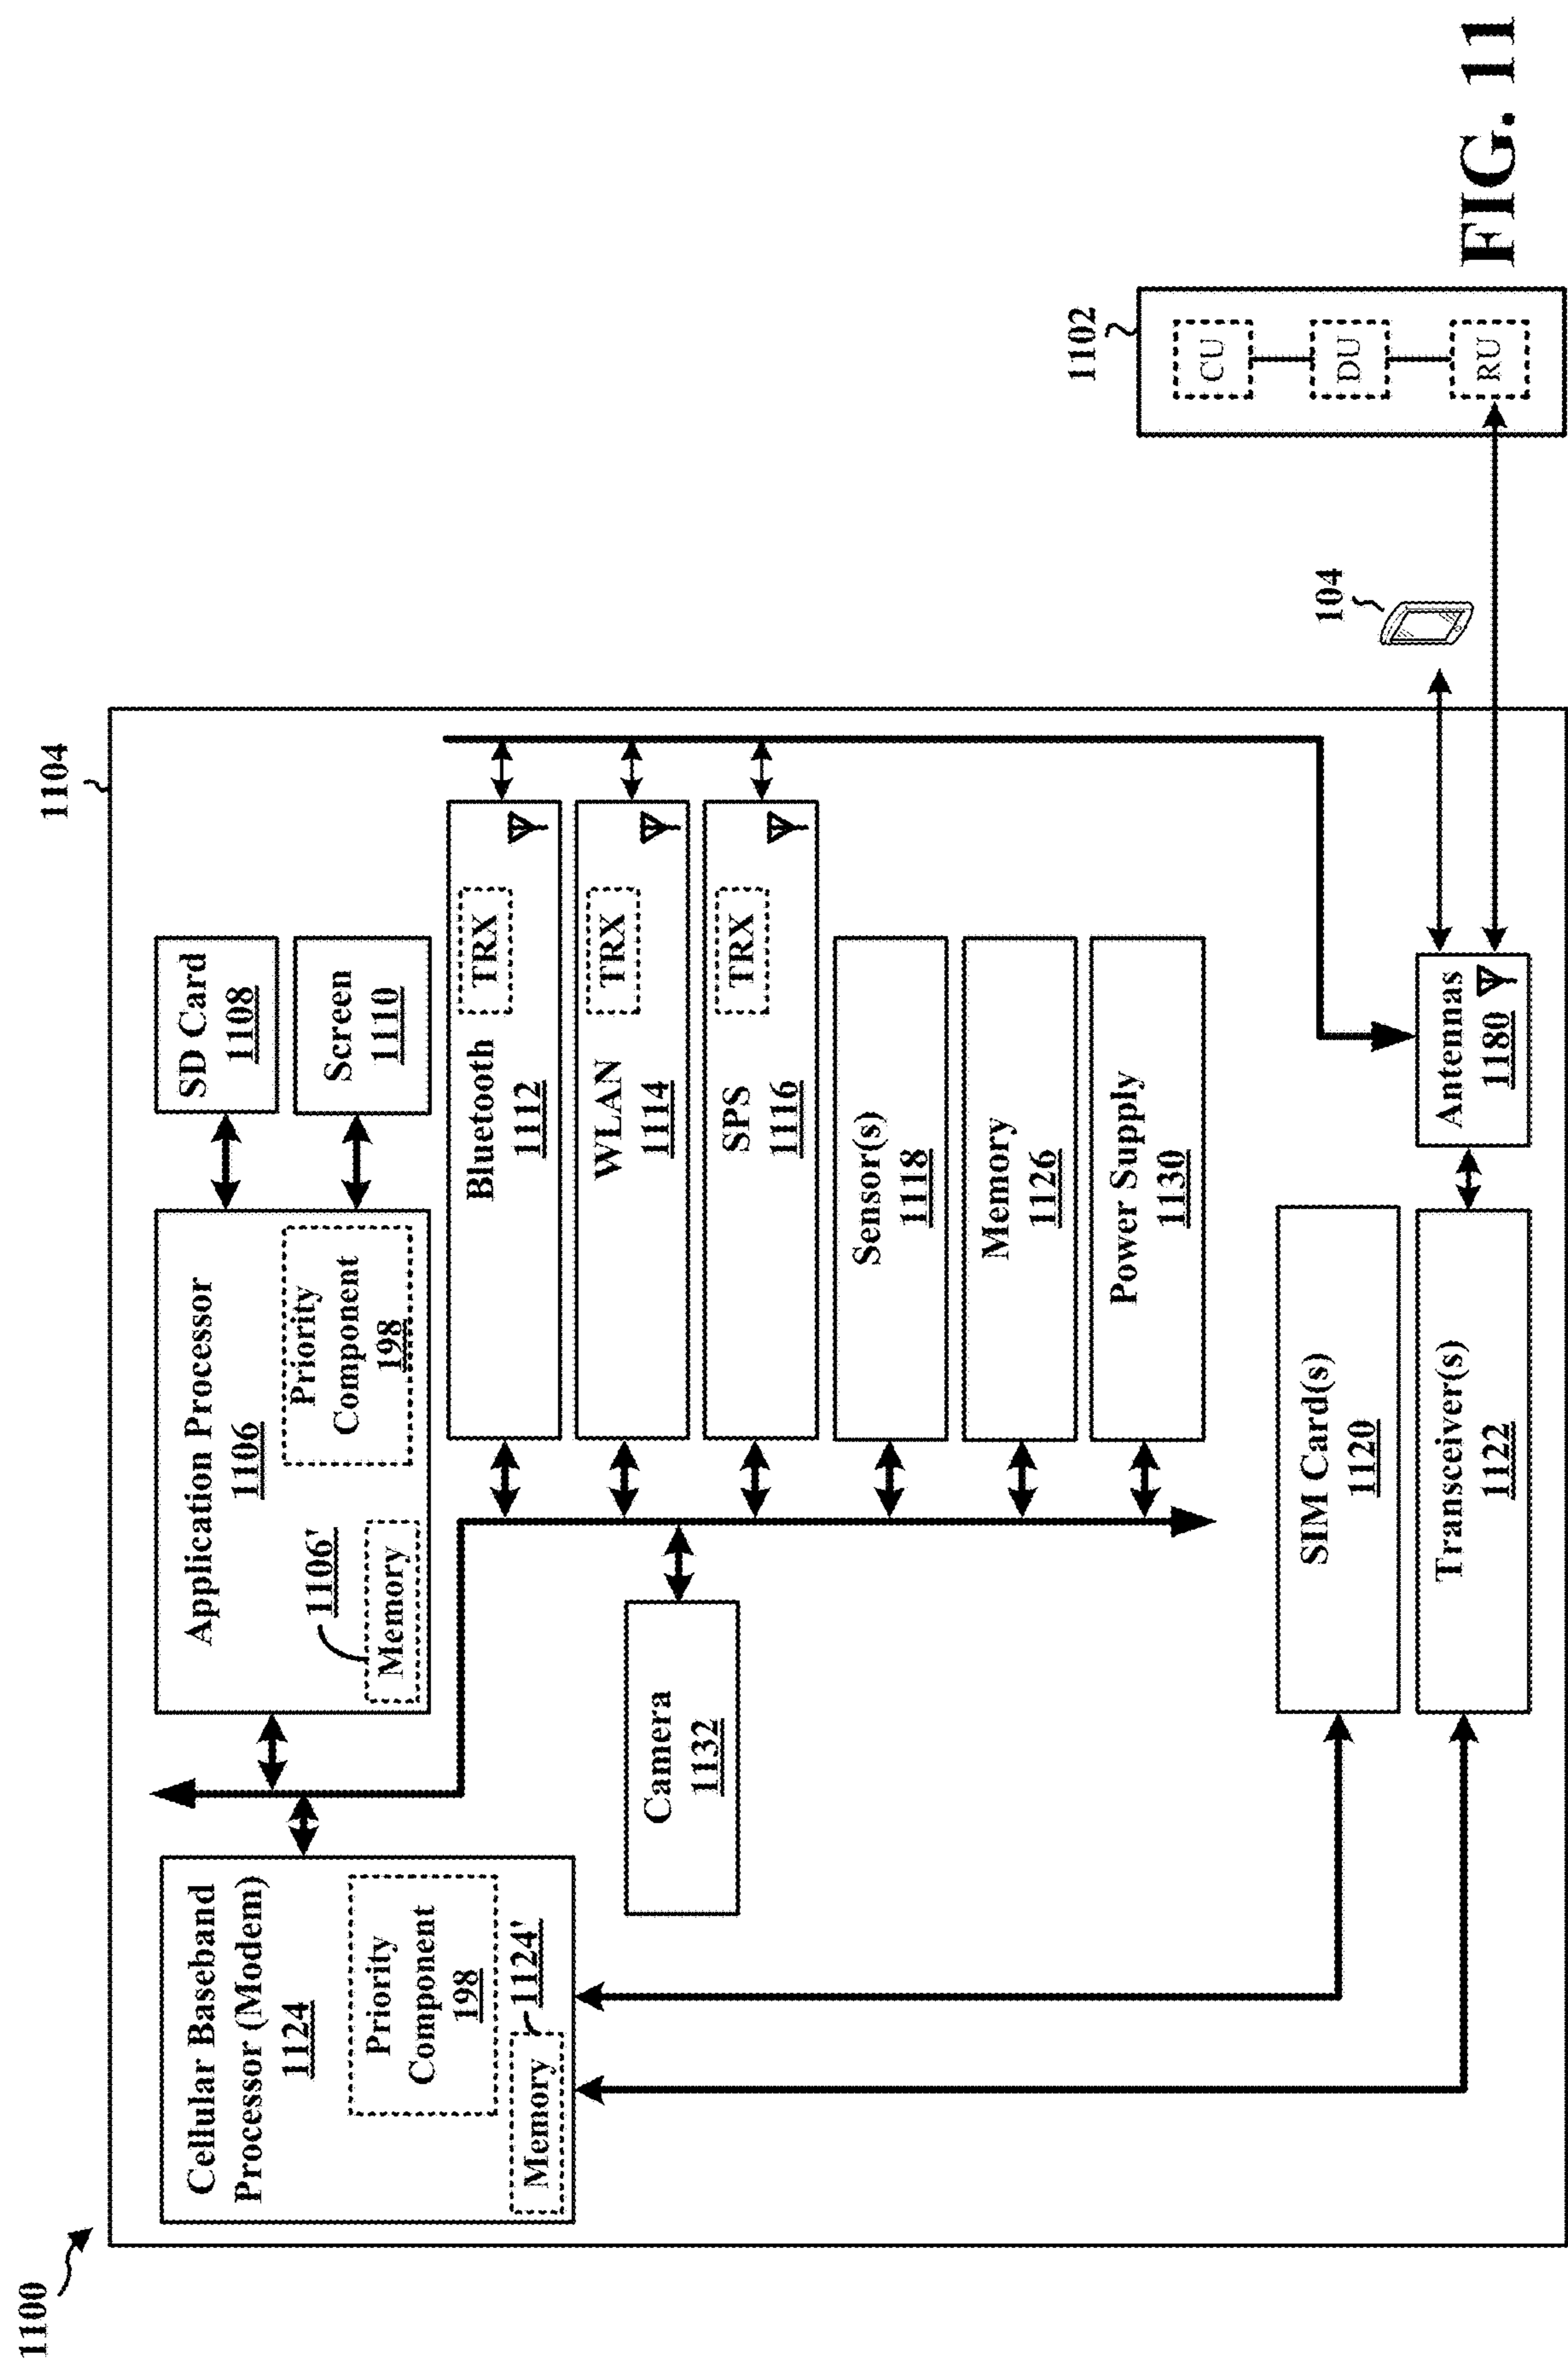 1100
1104
Cellular Baseband
Processor (Modem)
1124
Priority
Component
198
Memory
1124'
Application Processor
1106
1106'
Memory
Priority
Component
198
SD Card
1108
Screen
1110
Bluetooth
1112
TRX
WLAN
1114
TRX
SPS
1116
TRX
Camera
1132
Sensor(s)
1118
Memory
1126
Power Supply
1130
SIM Card(s)
1120
Transceiver(s)
1122
Antennas
1180
104
1102
CU
DU
RU
FIG. 11